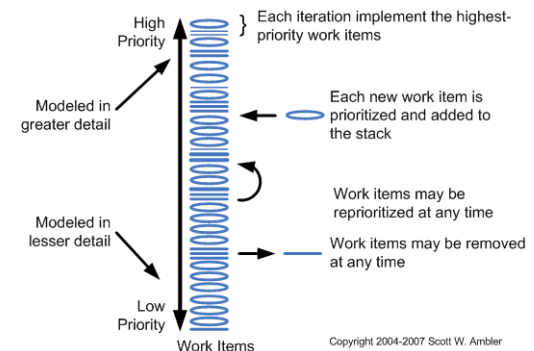 High
Priority
}
Each iteration implement the highest-
priority work items
Modeled in
greater detail
Each new work item is
prioritized and added to
the stack
Work items may be
reprioritized at any time
Modeled in
lesser detail
Work items may be removed
at any time
Low
Priority
Work Items
Copyright 2004-2007 Scott W. Ambler